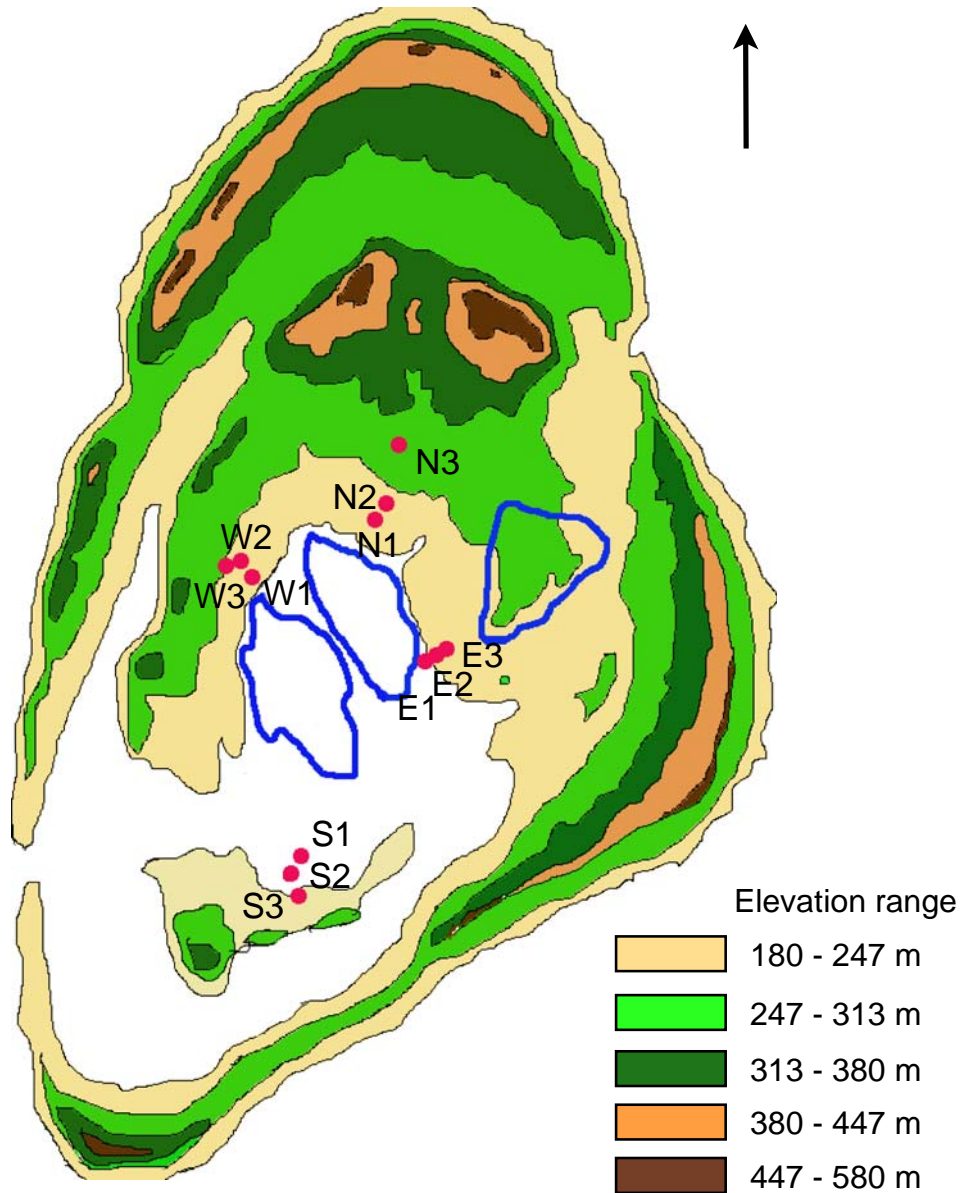 N3
N2
N1
W2
W3
W1
E3
E2
E1
S1
S2
S3
Elevation range
180 - 247 m
247 - 313 m
313 - 380 m
380 - 447 m
447 - 580 m